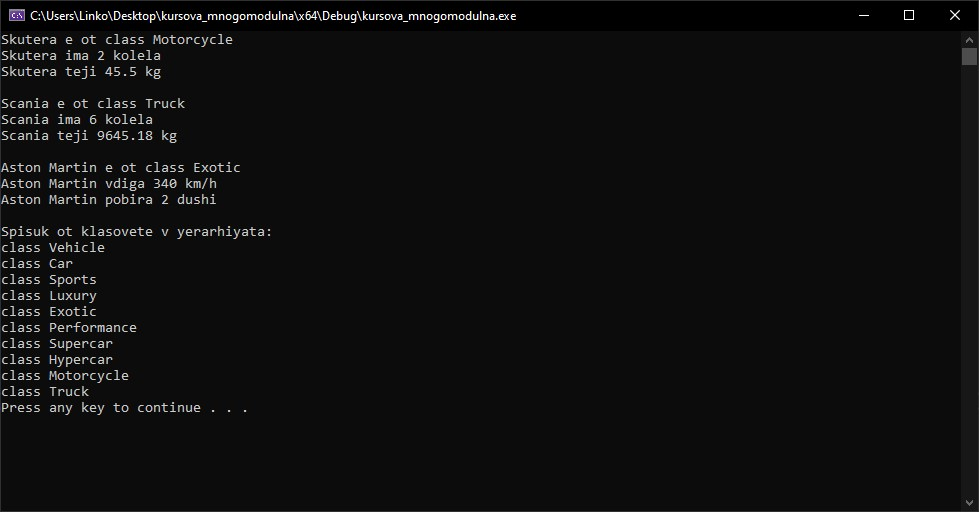 C:\Users\Linko\Desktop\kursova_mnogomodulna\x64\Debug\kursova_mnogomodulna.exe
Skutera e ot class Motorcycle
Skutera ima 2 kolela
Skutera teji 45.5 kg
Scania e ot class Truck
Scania ima 6 kolela
Scania teji 9645.18 kg
Aston Martin e ot class Exotic
Aston Martin vdiga 340 km/h
Aston Martin pobira 2 dushi
Spisuk ot klasovete v yerarhiyata:
class Vehicle
class Car
class Sports
class Luxury
class Exotic
class Performance
class Supercar
class Hypercar
class Motorcycle
class Truck
Press any key to continue . . .